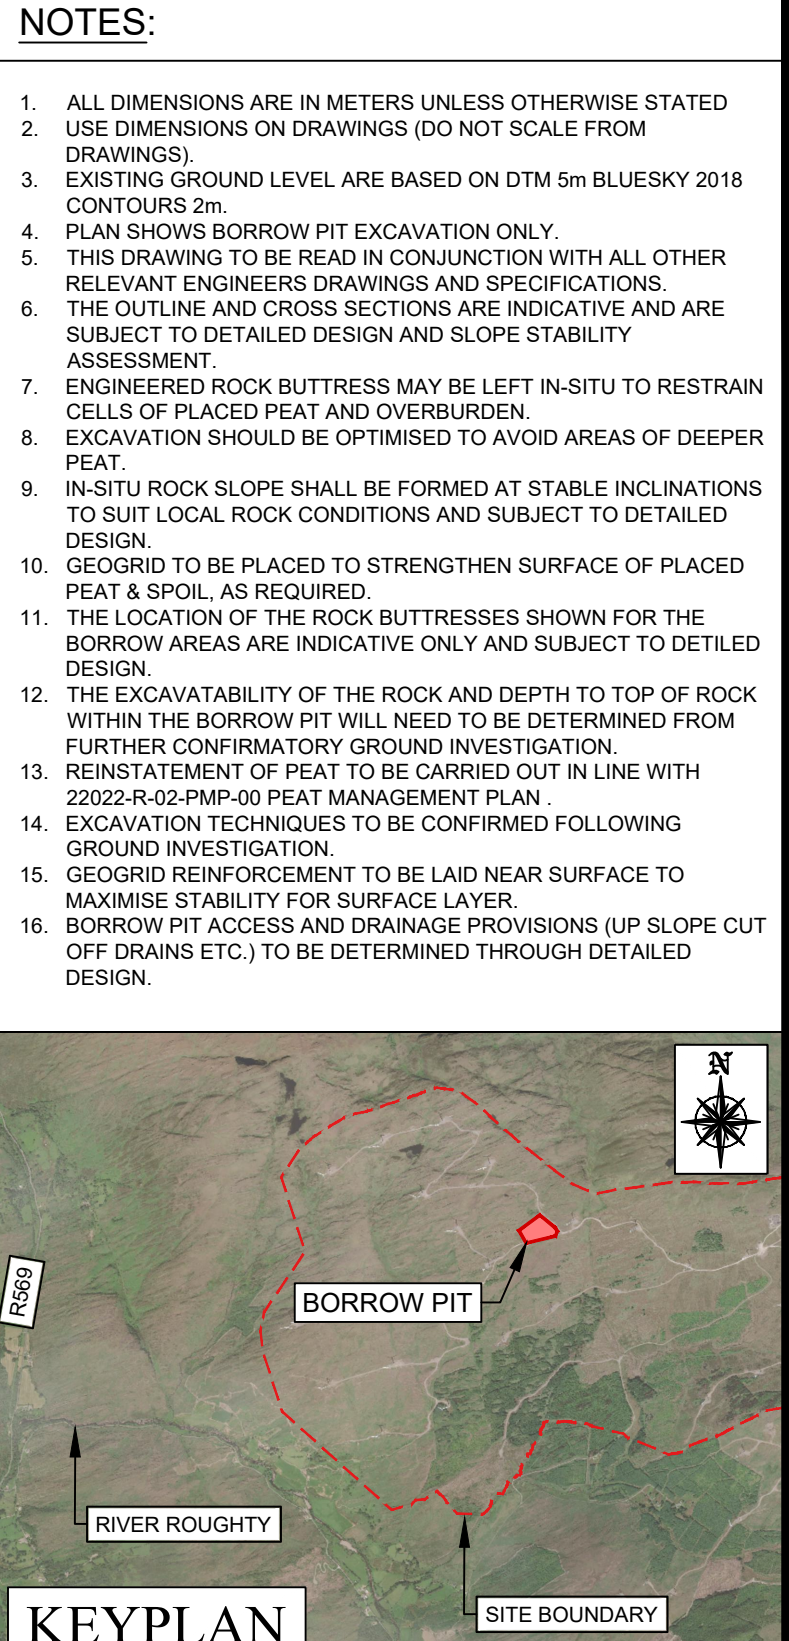 NOTES:
1. ALL DIMENSIONS ARE IN METERS UNLESS OTHERWISE STATED
2. USE DIMENSIONS ON DRAWINGS (DO NOT SCALE FROM
DRAWINGS).
3. EXISTING GROUND LEVEL ARE BASED ON DTM 5m BLUESKY 2018
CONTOURS 2m.
4. PLAN SHOWS BORROW PIT EXCAVATION ONLY.
5. THIS DRAWING TO BE READ IN CONJUNCTION WITH ALL OTHER
RELEVANT ENGINEERS DRAWINGS AND SPECIFICATIONS.
6. THE OUTLINE AND CROSS SECTIONS ARE INDICATIVE AND ARE
SUBJECT TO DETAILED DESIGN AND SLOPE STABILITY
ASSESSMENT.
7. ENGINEERED ROCK BUTTRESS MAY BE LEFT IN-SITU TO RESTRAIN
CELLS OF PLACED PEAT AND OVERBURDEN.
8. EXCAVATION SHOULD BE OPTIMISED TO AVOID AREAS OF DEEPER
PEAT.
9. IN-SITU ROCK SLOPE SHALL BE FORMED AT STABLE INCLINATIONS
TO SUIT LOCAL ROCK CONDITIONS AND SUBJECT TO DETAILED
DESIGN.
10. GEOGRID TO BE PLACED TO STRENGTHEN SURFACE OF PLACED
PEAT & SPOIL, AS REQUIRED.
11. THE LOCATION OF THE ROCK BUTTRESSES SHOWN FOR THE
BORROW AREAS ARE INDICATIVE ONLY AND SUBJECT TO DETILED
DESIGN.
12. THE EXCAVATABILITY OF THE ROCK AND DEPTH TO TOP OF ROCK
WITHIN THE BORROW PIT WILL NEED TO BE DETERMINED FROM
FURTHER CONFIRMATORY GROUND INVESTIGATION.
13. REINSTATEMENT OF PEAT TO BE CARRIED OUT IN LINE WITH
22022-R-02-PMP-00 PEAT MANAGEMENT PLAN .
14. EXCAVATION TECHNIQUES TO BE CONFIRMED FOLLOWING
GROUND INVESTIGATION.
15. GEOGRID REINFORCEMENT TO BE LAID NEAR SURFACE TO
MAXIMISE STABILITY FOR SURFACE LAYER.
16. BORROW PIT ACCESS AND DRAINAGE PROVISIONS (UP SLOPE CUT
OFF DRAINS ETC.) TO BE DETERMINED THROUGH DETAILED
DESIGN.
N
R569
BORROW PIT
RIVER ROUGHTY
SITE BOUNDARY
KEYPLAN